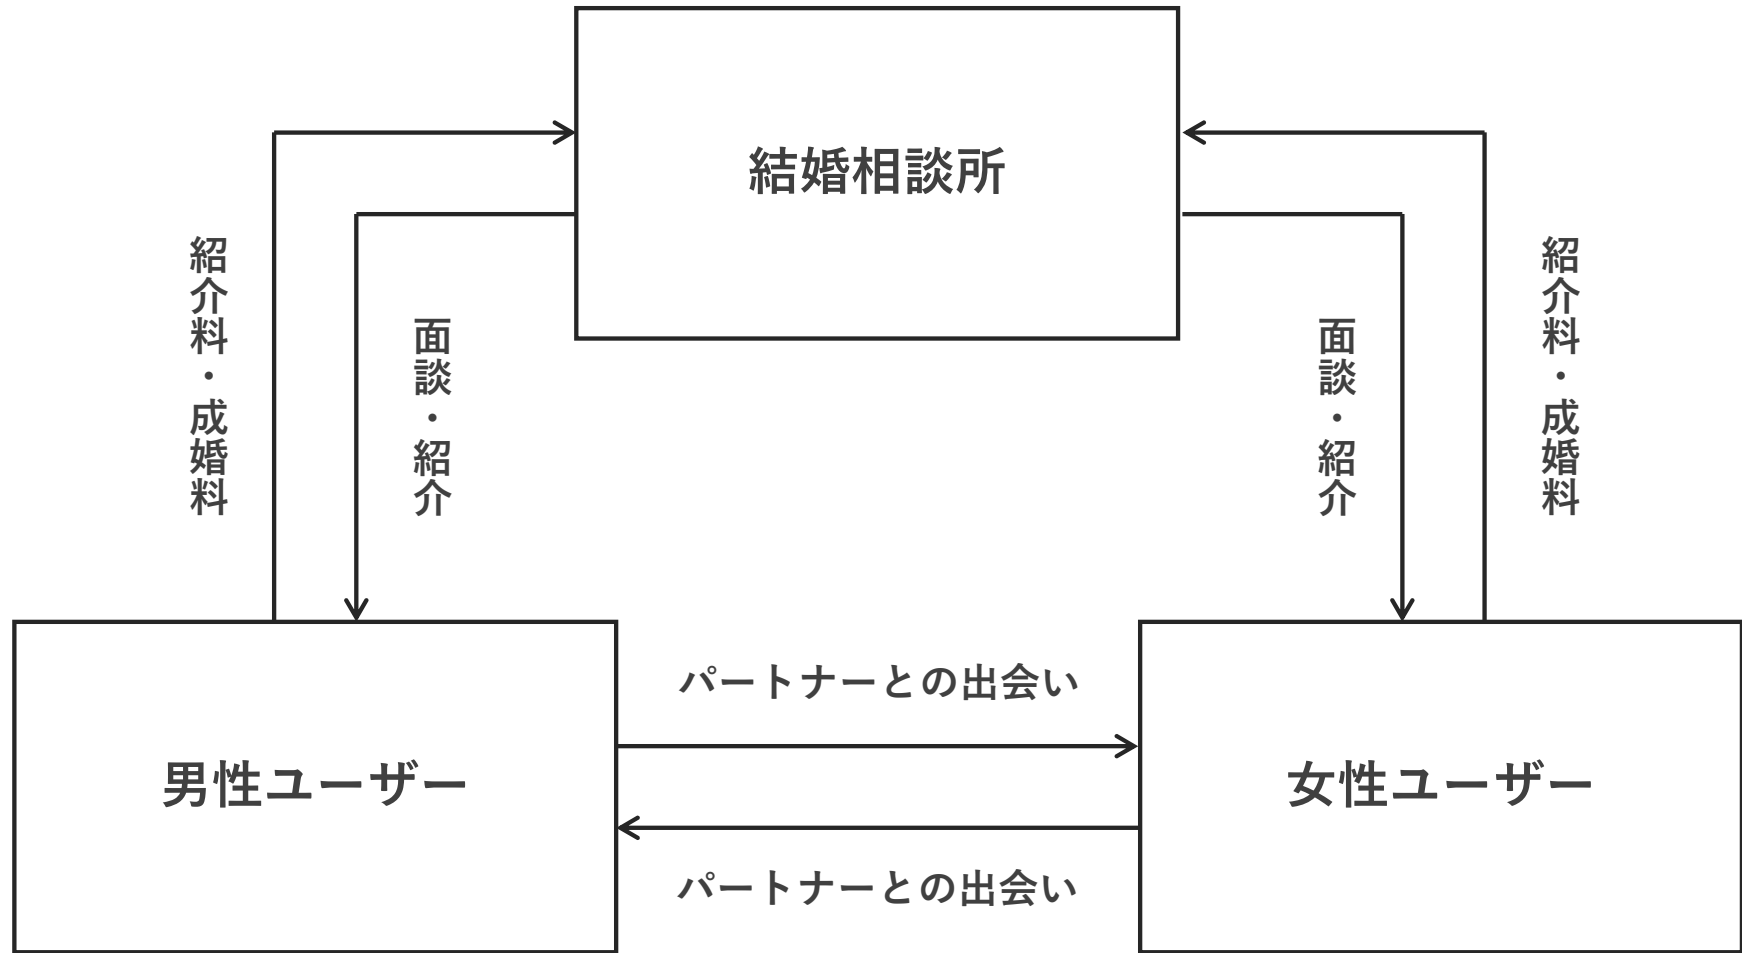 結婚相談所
紹介料・成婚料
面談・紹介
面談・紹介
紹介料・成婚料
男性ユーザー
パートナーとの出会い
パートナーとの出会い
女性ユーザー